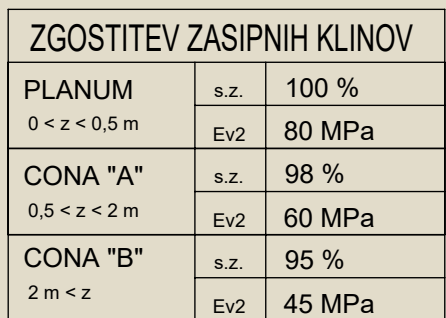 ZGOSTITEV ZASIPNIH KLINOV
PLANUM s.z. 100 %
0 < z < 0,5 m Ev2 80 MPa
CONA "A" s.z. 98 %
0,5 < z < 2 m Ev2 60 MPa
CONA "B" s.z. 95 %
2 m < z Ev2 45 MPa